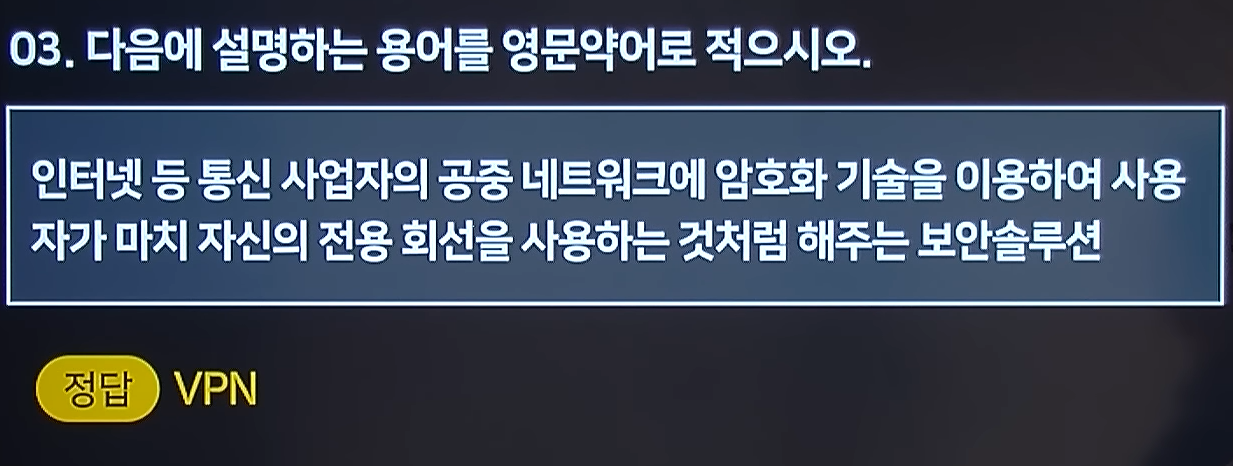 03. 다음에 설명하는 용어를 영문약어로 적으시오.
인터넷 등 통신 사업자의 공중 네트워크에 암호화 기술을 이용하여 사용
자가 마치 자신의 전용 회선을 사용하는 것처럼 해주는 보안솔루션
정답 VPN